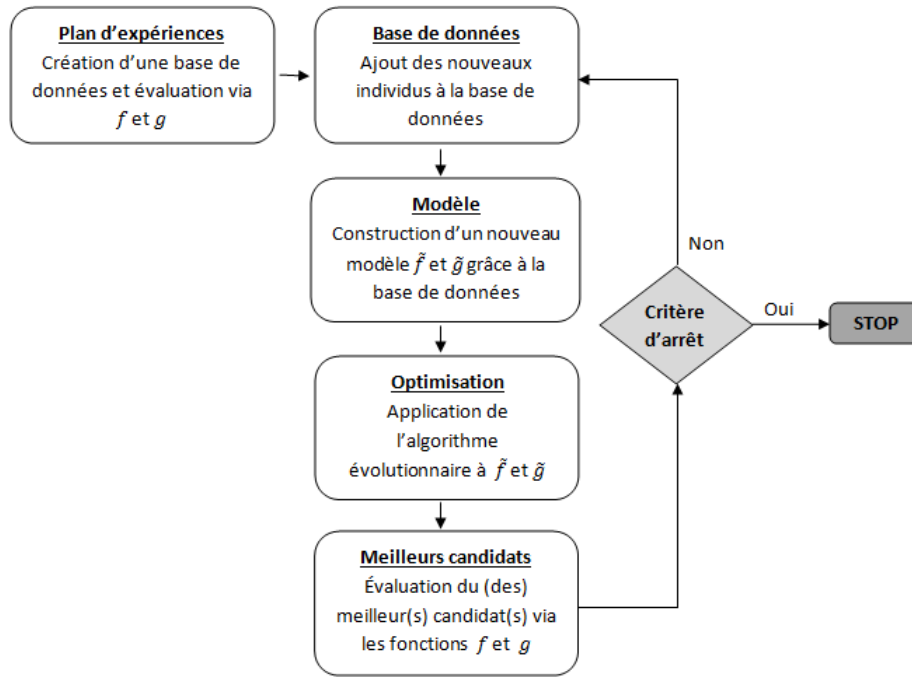 Plan d'expériences
Création d'une base de
données et évaluation via
f et g
Base de données
Ajout des nouveaux
individus à la base de
données
Modèle
Construction d'un nouveau
modèle f̃ et g̃ grâce à la
base de données
Optimisation
Application de
l'algorithme
évolutionnaire à f̃ et g̃
Meilleurs candidats
Évaluation du (des)
meilleur(s) candidat(s) via
les fonctions f et g
Non
Critère
d'arrêt
Oui
STOP